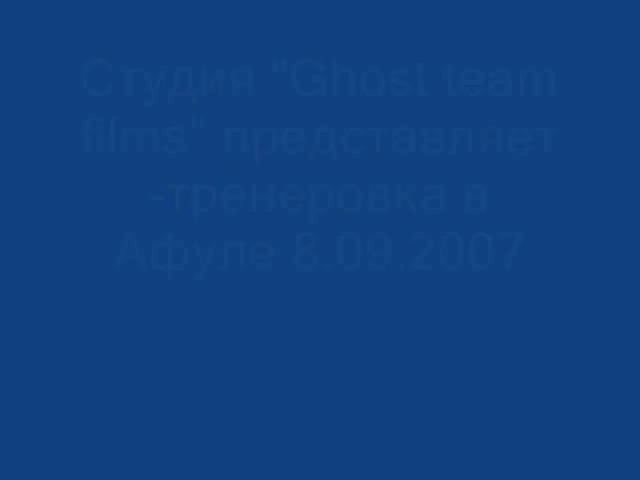 Студия "Ghost team
films" представляет
-тренеровка в
Афуле 8.09.2007